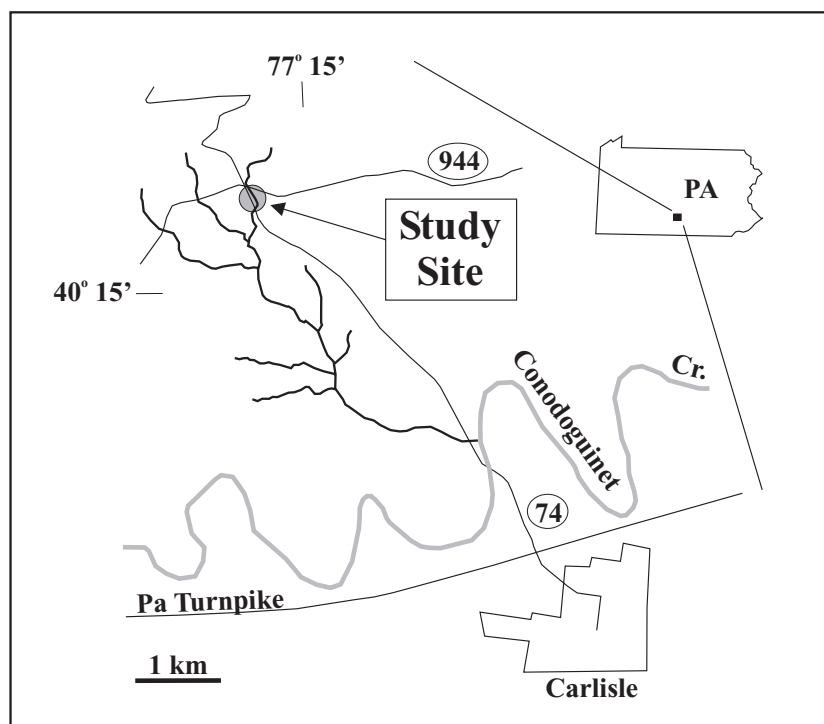 77° 15’
944
PA
Study
Site
40° 15’
Cr.
Conodoguinet
74
Pa Turnpike
1 km
Carlisle